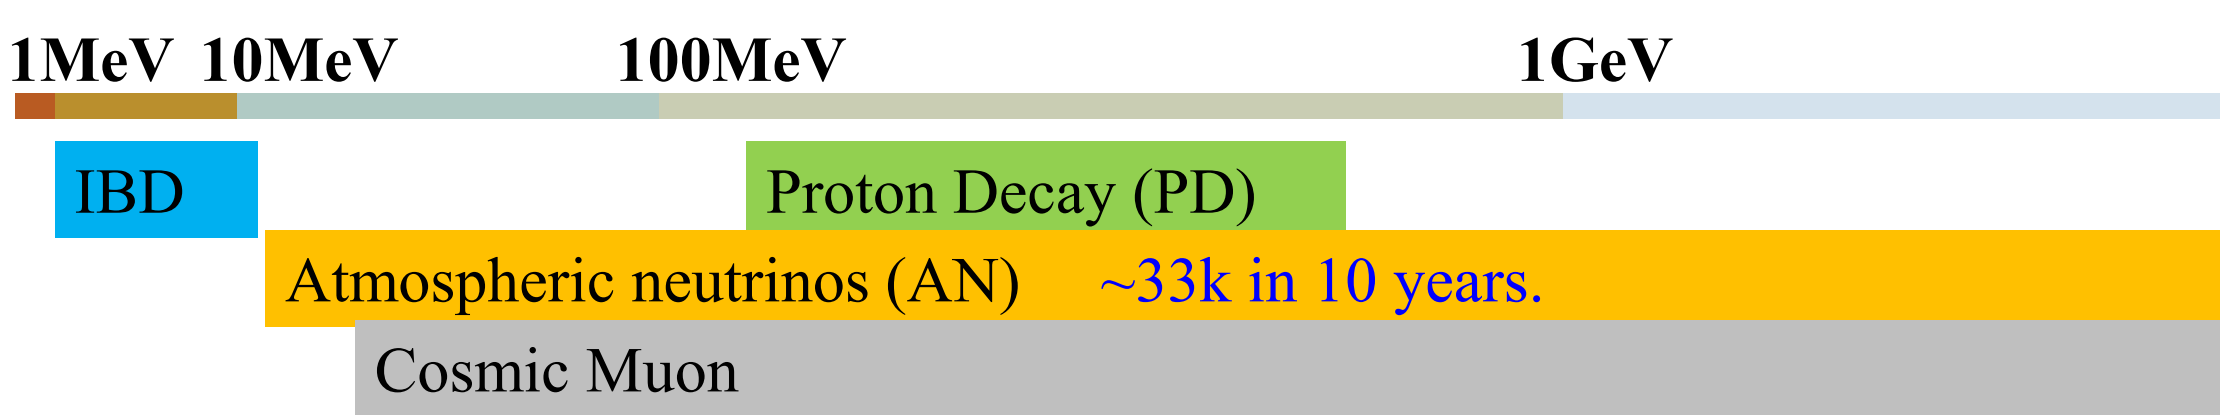 1MeV 10MeV 100MeV 1GeV
IBD
Proton Decay (PD)
Atmospheric neutrinos (AN) ~33k in 10 years.
Cosmic Muon